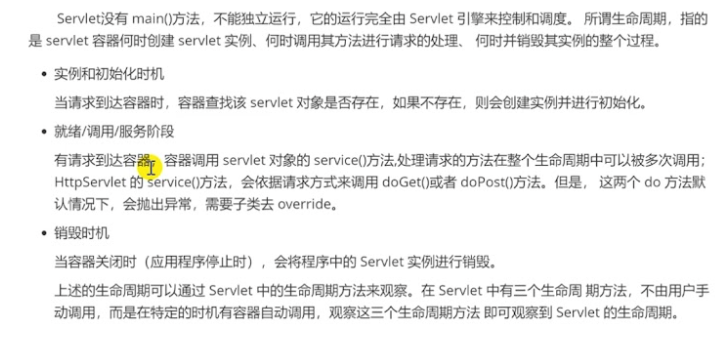 Servlet没有 main()方法，不能独立运行，它的运行完全由 Servlet 引擎来控制和调度。 所谓生命周期，指的
是 servlet 容器何时创建 servlet 实例、何时调用其方法进行请求的处理、 何时并销毁其实例的整个过程。
• 实例和初始化时机
当请求到达容器时，容器查找该 servlet 对象是否存在，如果不存在，则会创建实例并进行初始化。
• 就绪/调用/服务阶段
有请求到达容器，容器调用 servlet 对象的 service()方法,处理请求的方法在整个生命周期中可以被多次调用；
HttpServlet 的 service()方法，会依据请求方式来调用 doGet()或者 doPost()方法。但是， 这两个 do 方法默
认情况下，会抛出异常，需要子类去 override。
• 销毁时机
当容器关闭时（应用程序停止时），会将程序中的 Servlet 实例进行销毁。
上述的生命周期可以通过 Servlet 中的生命周期方法来观察。在 Servlet 中有三个生命周 期方法，不由用户手
动调用，而是在特定的时机有容器自动调用，观察这三个生命周期方法 即可观察到 Servlet 的生命周期。